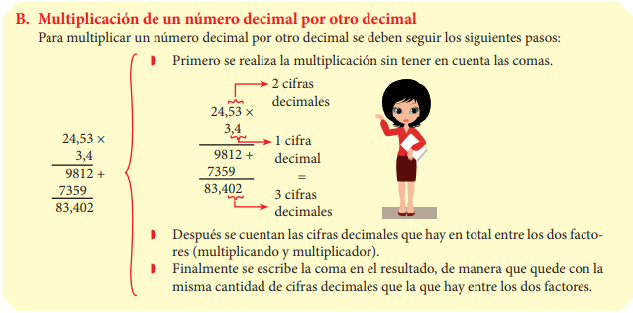 B. Multiplicación de un número decimal por otro decimal
Para multiplicar un número decimal por otro decimal se deben seguir los siguientes pasos:
24,53 ×
3,4
9812 +
7359
83,402
Primero se realiza la multiplicación sin tener en cuenta las comas.
2 cifras
decimales
24,53 ×
3,4
1 cifra
decimal
9812 +
7359
=
83,402
3 cifras
decimales
Después se cuentan las cifras decimales que hay en total entre los dos facto-
res (multiplicando y multiplicador).
Finalmente se escribe la coma en el resultado, de manera que quede con la
misma cantidad de cifras decimales que la que hay entre los dos factores.